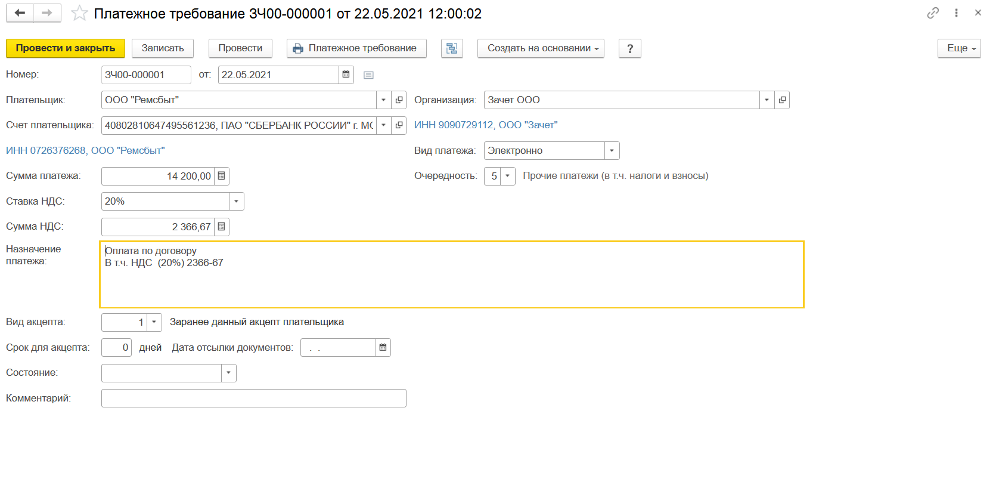 Платежное требование ЗЧ00-000001 от 22.05.2021 12:00:02
Провести и закрыть Записать Провести Платежное требование Создать на основании ? Еще
Номер: ЗЧ00-000001 от: 22.05.2021
Плательщик: ООО "Ремсбыт" Организация: Зачет ООО
Счет плательщика: 40802810647495561236, ПАО "СБЕРБАНК РОССИИ" г. МО ИНН 9090729112, ООО "Зачет"
ИНН 0726376268, ООО "Ремсбыт" Вид платежа: Электронно
Сумма платежа: 14 200,00 Очередность: 5 Прочие платежи (в т.ч. налоги и взносы)
Ставка НДС: 20%
Сумма НДС: 2 366,67
Назначение платежа: Оплата по договору
В т.ч. НДС  (20%) 2366-67
Вид акцепта: 1 Заранее данный акцепт плательщика
Срок для акцепта: 0 дней Дата отсылки документов: . .
Состояние:
Комментарий: